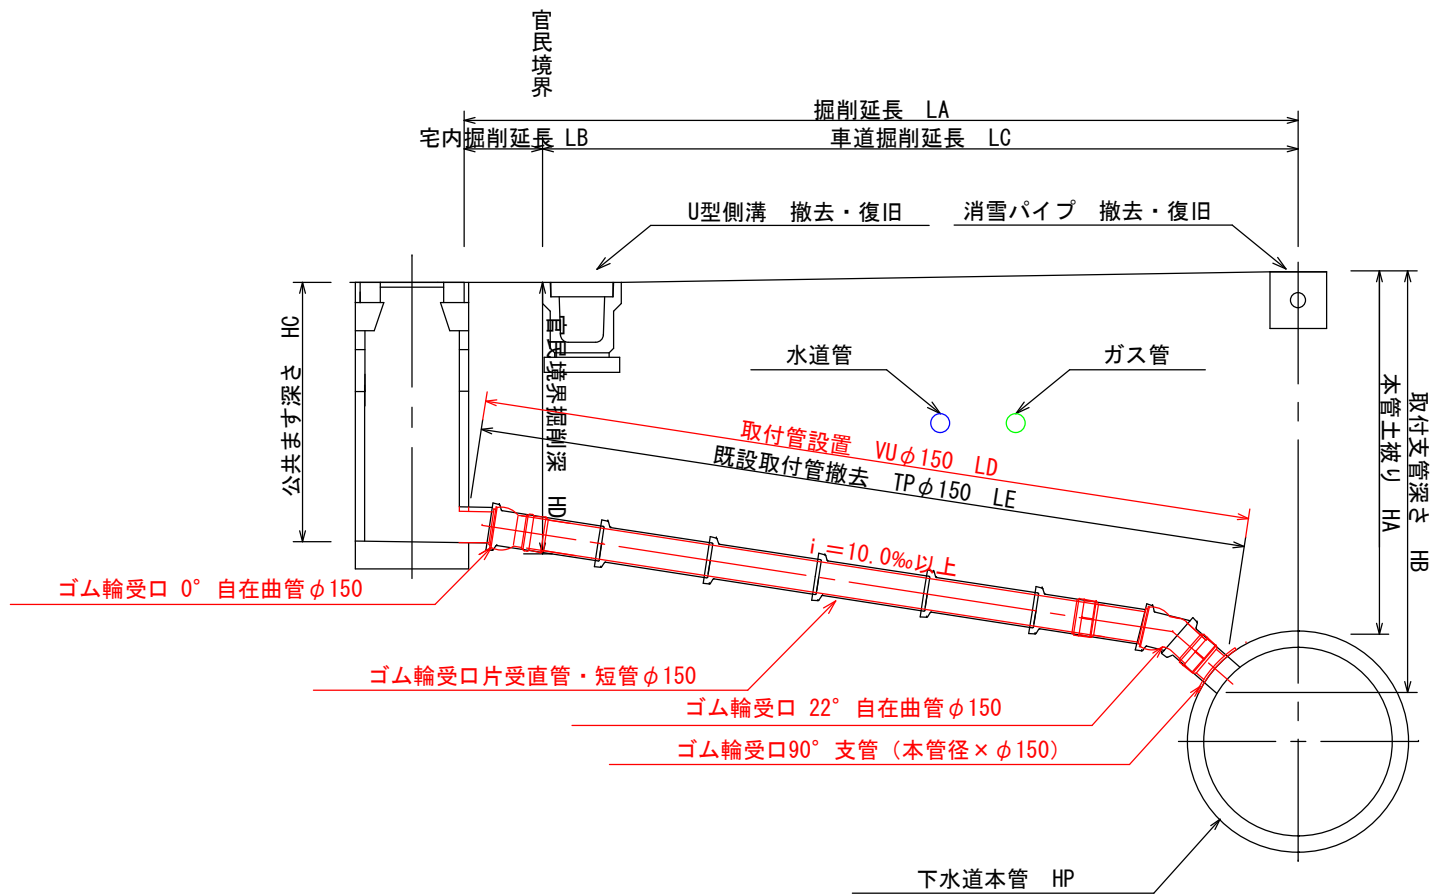 官民境界
掘削延長　LA
宅内掘削延長 LB
車道掘削延長　LC
U型側溝　撤去・復旧
消雪パイプ　撤去・復旧
公共ます深さ　HC
官民境界掘削深　HD
水道管
ガス管
本管土被り　HA
取付支管深さ　HB
取付管設置　VUφ150　LD
既設取付管撤去　TPφ150　LE
i＝10.0‰以上
ゴム輪受口 0°自在曲管φ150
ゴム輪受口片受直管・短管φ150
ゴム輪受口 22°自在曲管φ150
ゴム輪受口90°支管（本管径×φ150）
下水道本管　HP